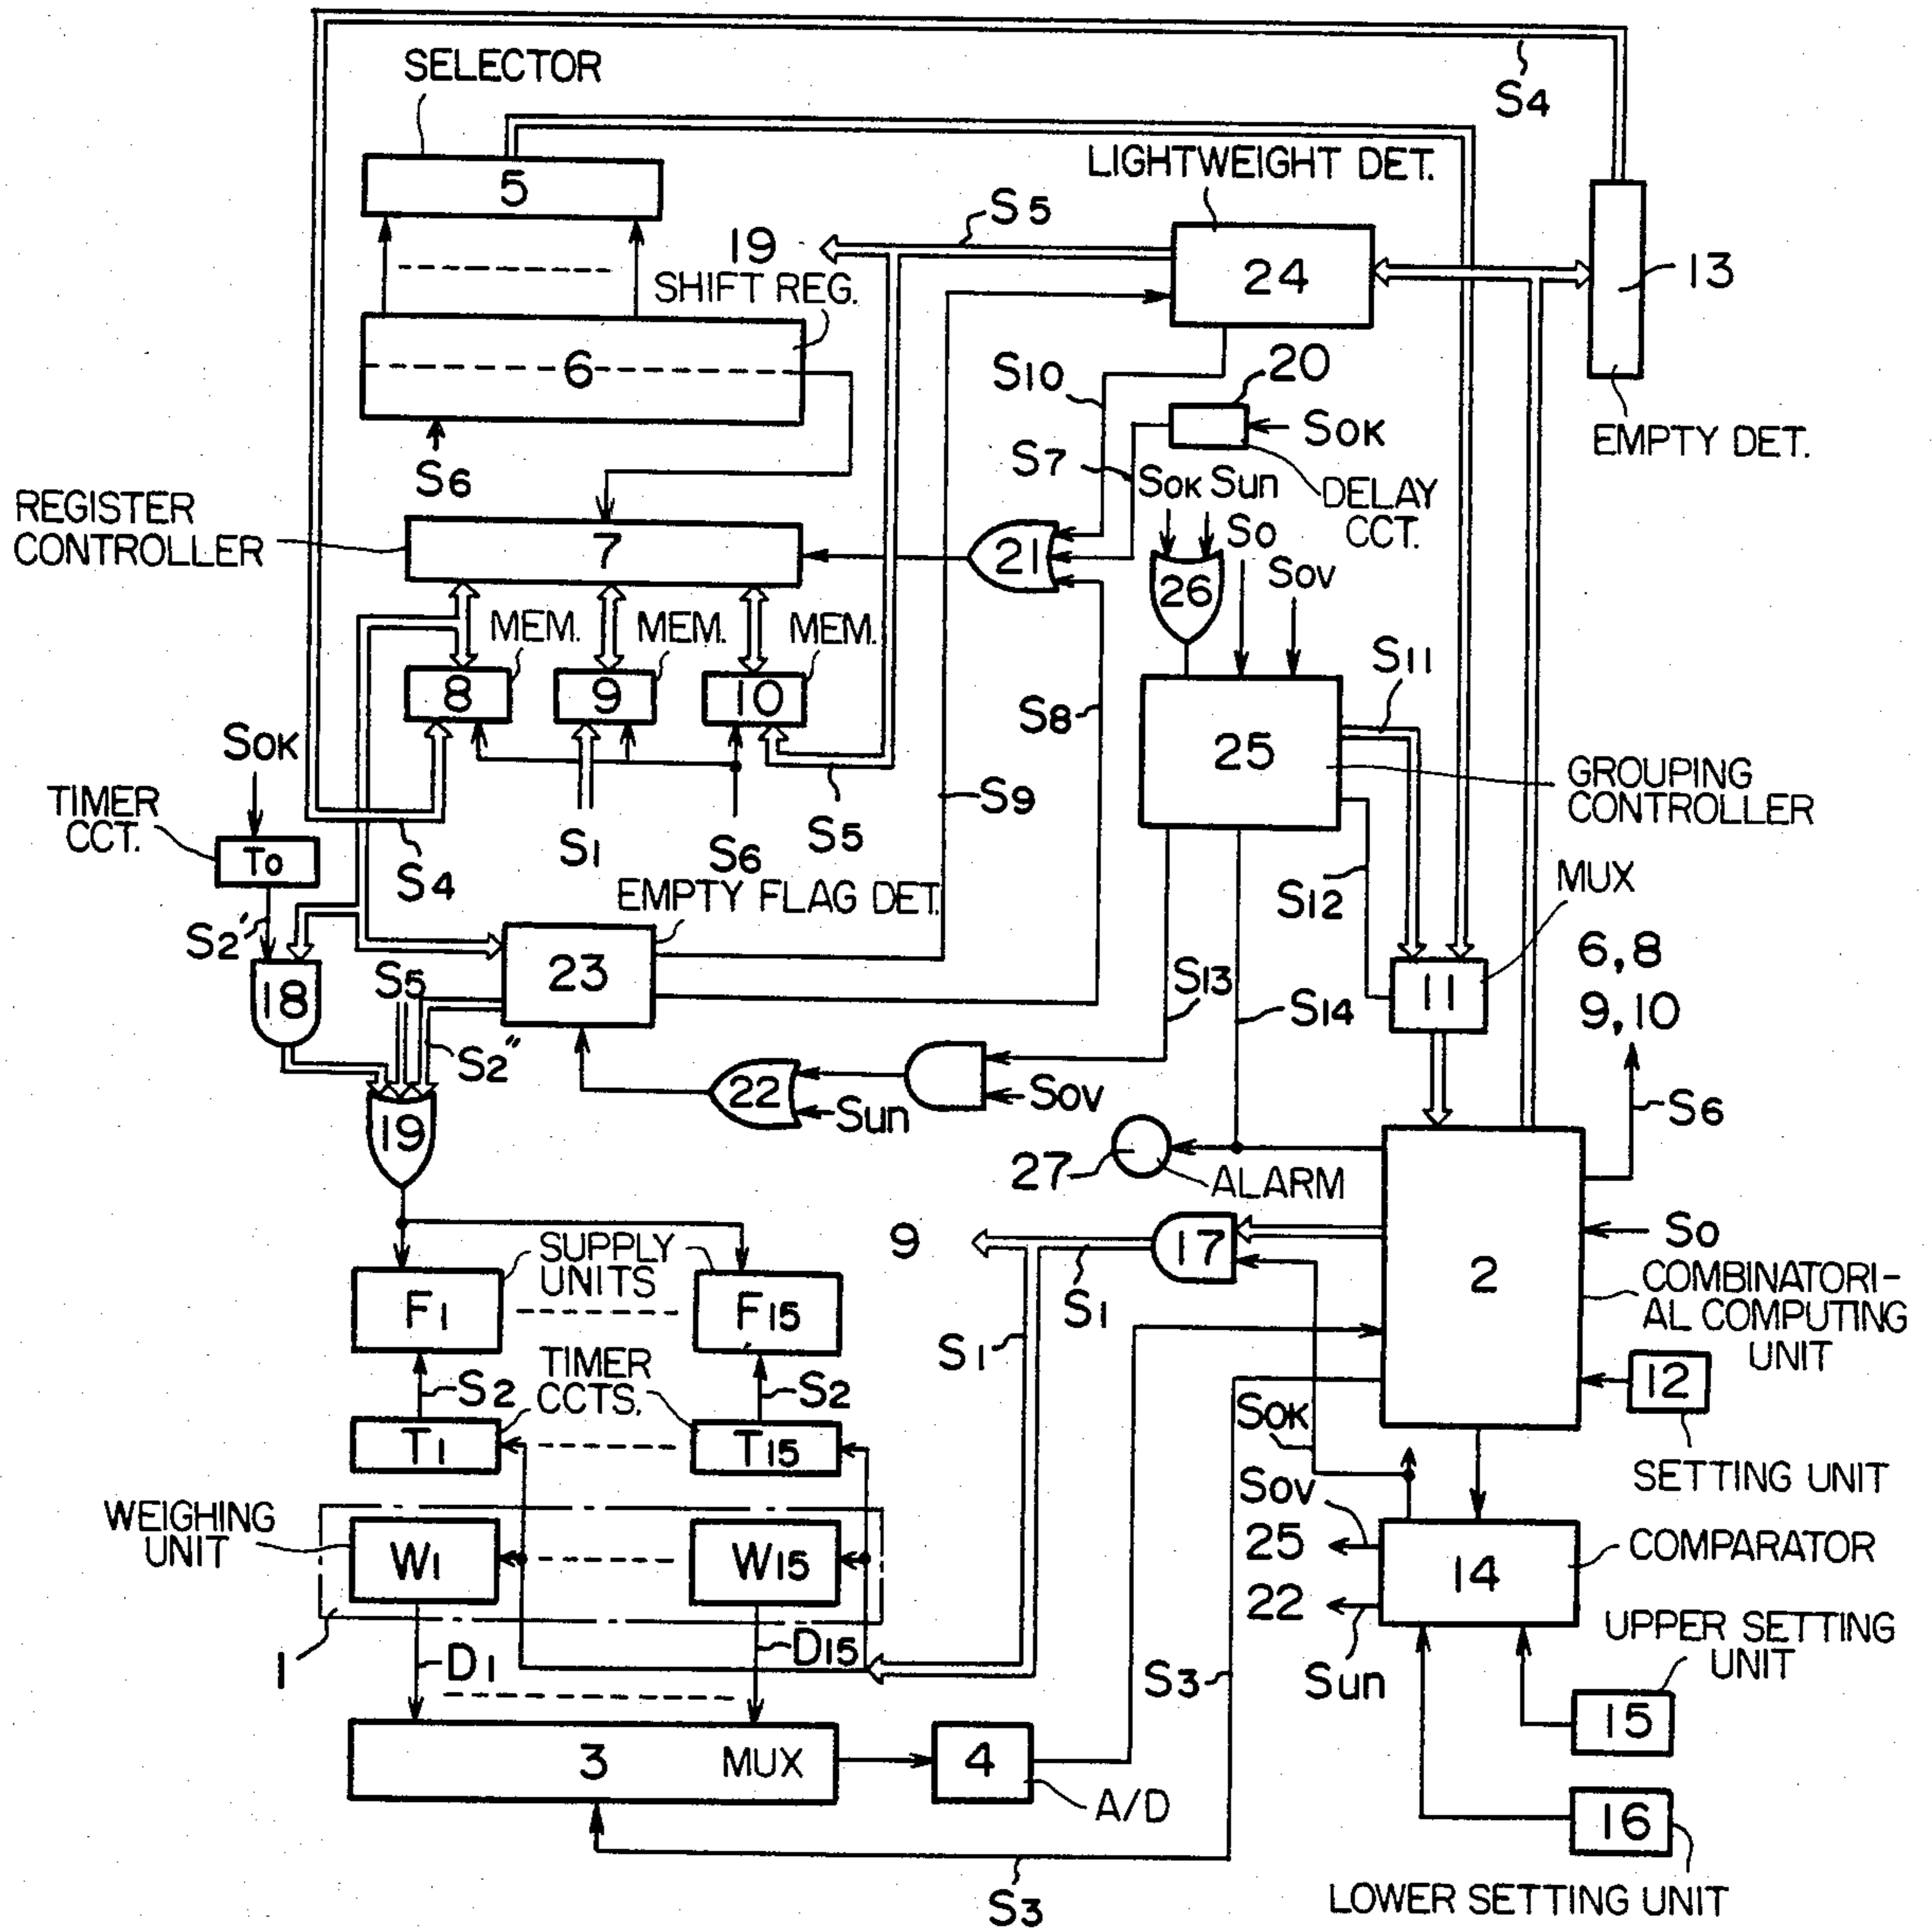 S4
SELECTOR
5
LIGHTWEIGHT DET.
S5
19
SHIFT REG.
24
13
6
S10
20
SOK
EMPTY DET.
S6
S7
SOK Sun
DELAY
CCT.
REGISTER
CONTROLLER
7
21
SO
SOV
26
MEM.
MEM.
MEM.
8
9
10
S11
S8
25
SOK
S9
GROUPING
CONTROLLER
TIMER
CCT.
TO
S4
S1
S6
S5
EMPTY FLAG DET.
S12
MUX
S2'
6,8
9,10
18
S5
23
S13
S14
11
S2"
22
Sun
SOV
S6
19
27
ALARM
9
17
S1
SO
2
COMBINATORI-
AL COMPUTING
UNIT
SUPPLY
UNITS
F1
F15
S1
TIMER
CCTS.
S2
S2
12
SOK
T1
T15
SETTING UNIT
SOV
WEIGHING
UNIT
W1
W15
25
14
COMPARATOR
22
UPPER SETTING
UNIT
1
D1
D15
S3
Sun
15
3
MUX
4
A/D
16
S3
LOWER SETTING UNIT